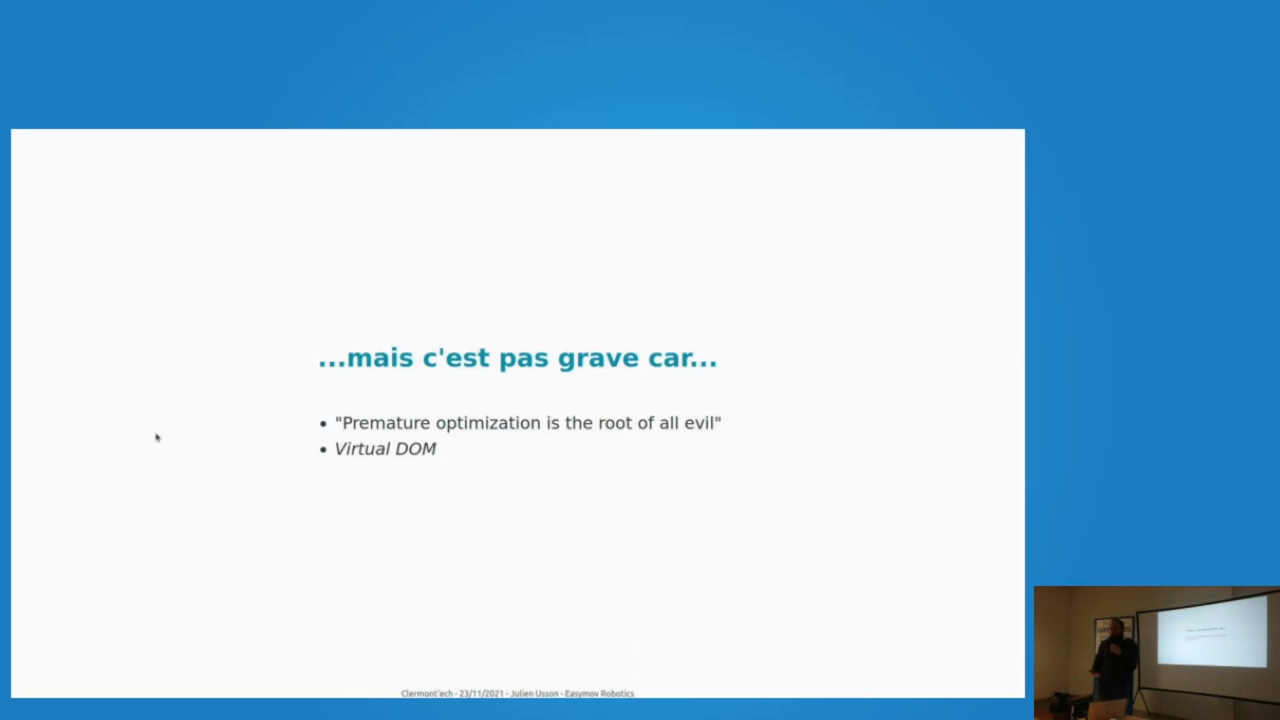 ...mais c'est pas grave car...
"Premature optimization is the root of all evil"
Virtual DOM
Clermont'ech - 23/11/2021 - Julien Usson - Easymov Robotics